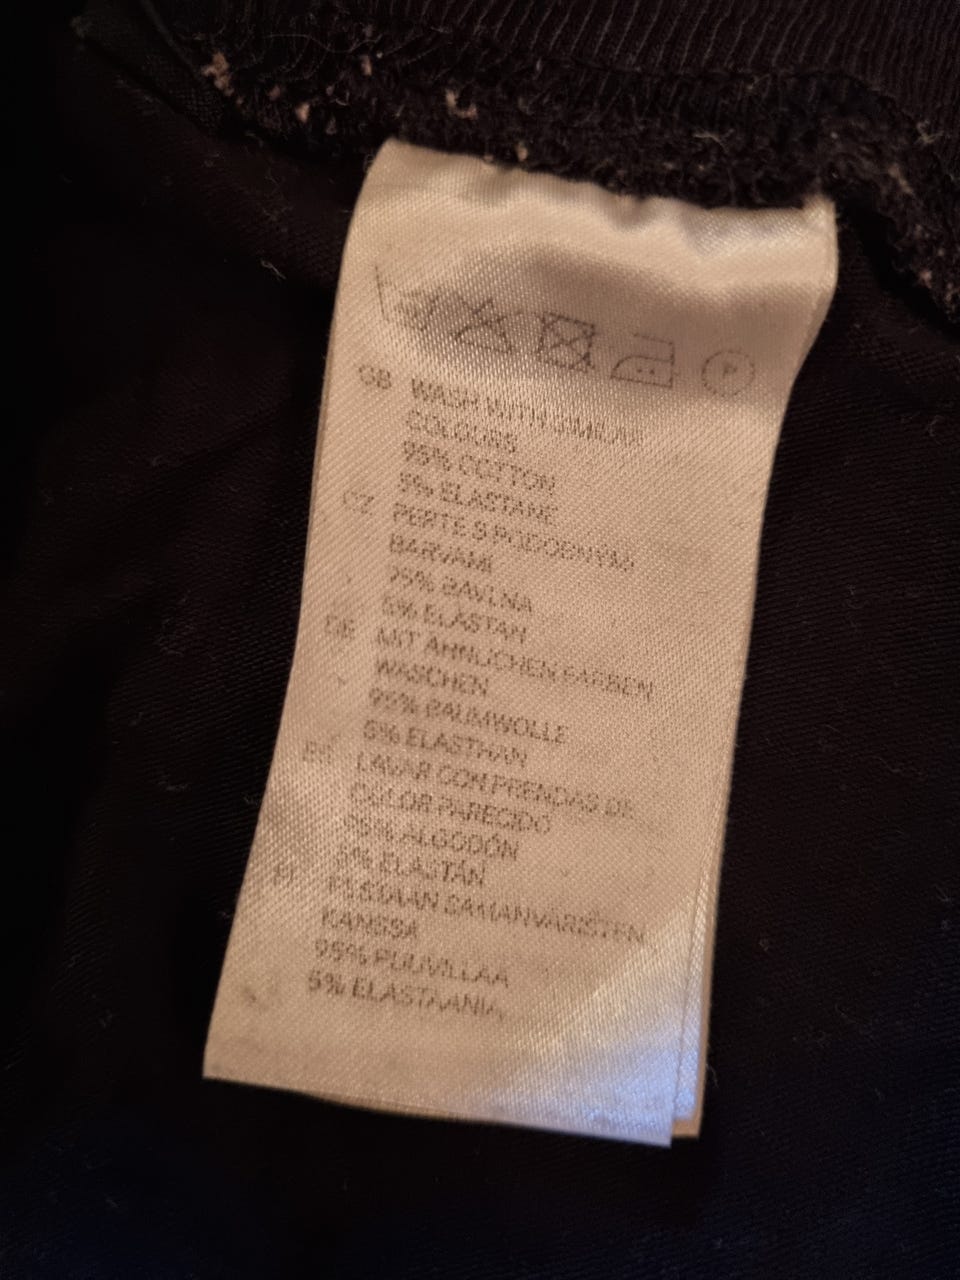 P
GB WASH WITH SIMILAR
COLOURS
95% COTTON
5% ELASTANE
CZ PERTE S PODOBNÝMI
BARVAMI
95% BAVLNA
5% ELASTAN
DE MIT ÄHNLICHEN FARBEN
WASCHEN
95% BAUMWOLLE
5% ELASTHAN
ES LAVAR CON PRENDAS DE
COLOR PARECIDO
95% ALGODÓN
5% ELASTÁN
FI PESTÄÄN SAMANVÄRISTEN
KANSSA
95% PUUVILLAA
5% ELASTAANIA